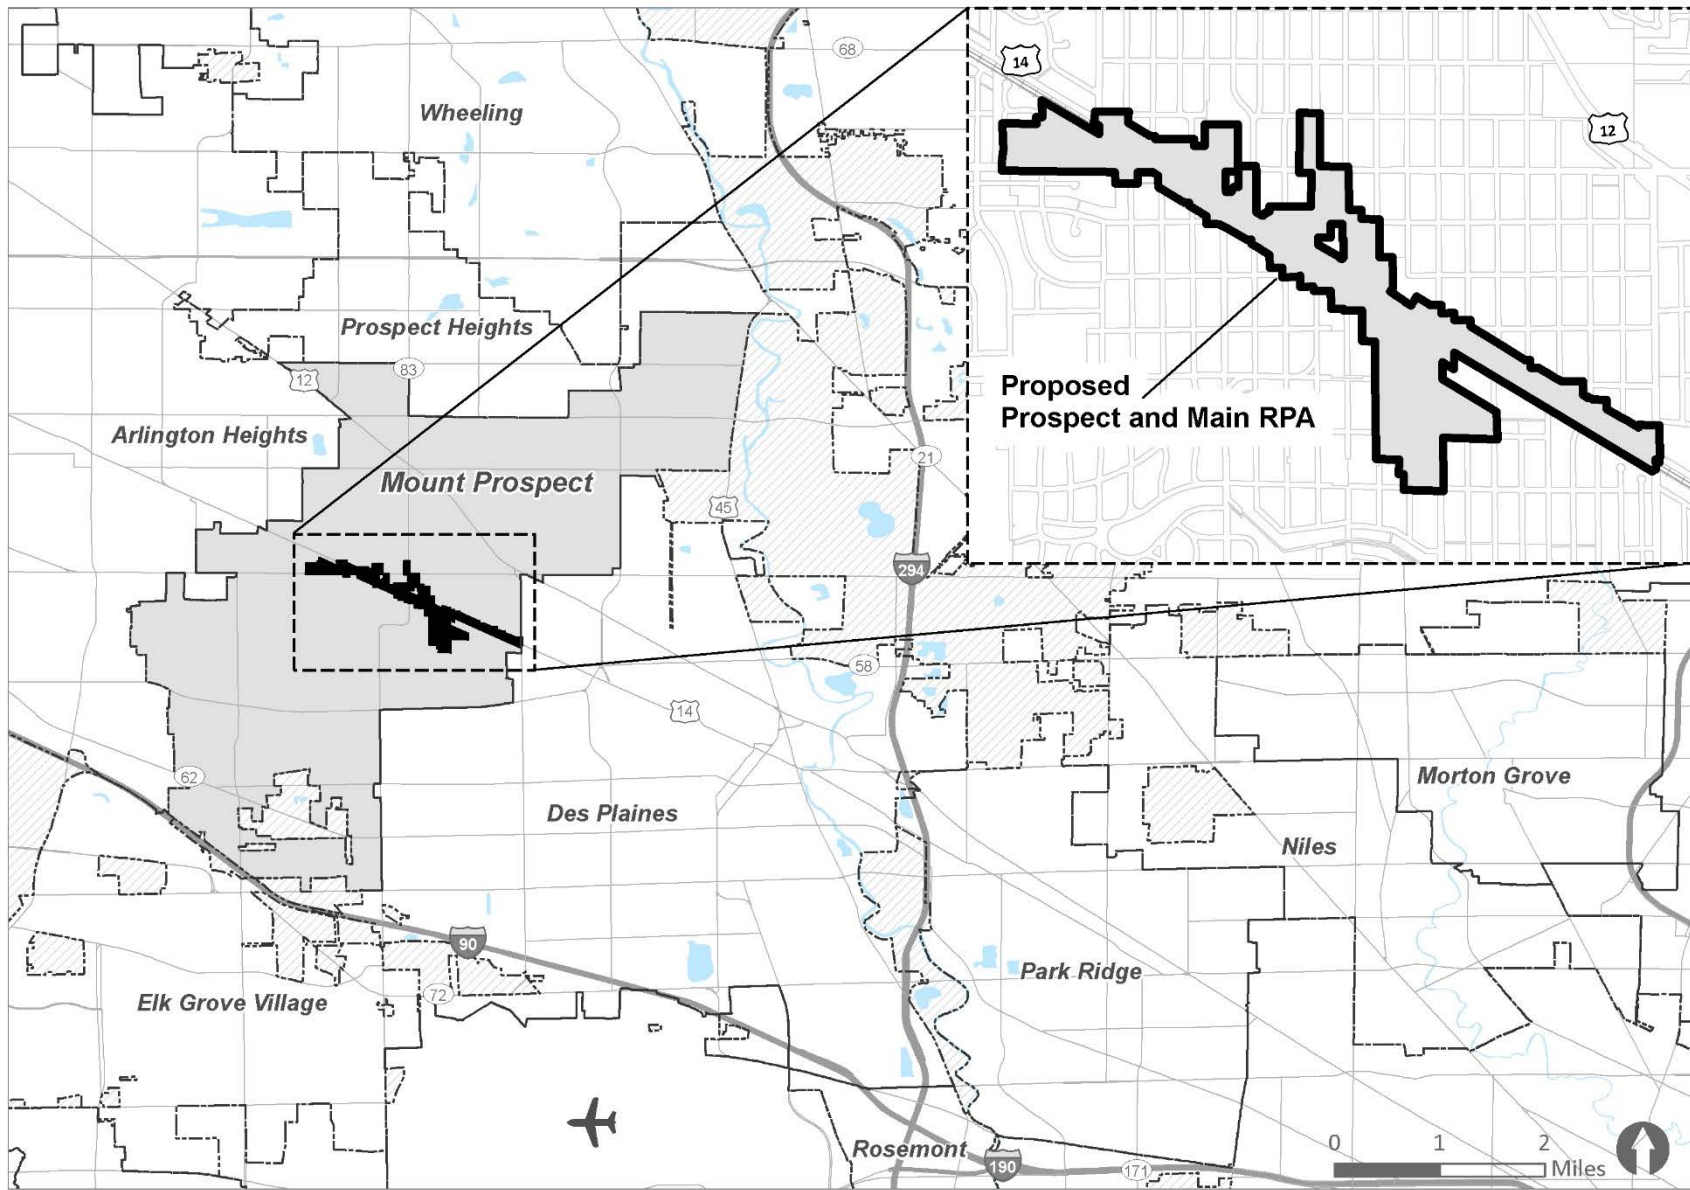 68
14
Wheeling
12
Prospect Heights
83
12
Proposed
Prospect and Main RPA
Arlington Heights
21
Mount Prospect
45
294
58
14
62
Morton Grove
Des Plaines
Niles
90
Park Ridge
72
Elk Grove Village
0 1 2
Miles
Rosemont
190
171